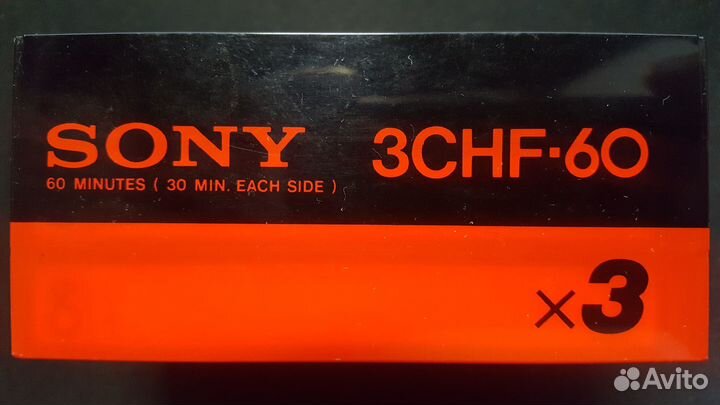 SONY 3CHF-60
60 MINUTES ( 30 MIN. EACH SIDE )
×3
Avito